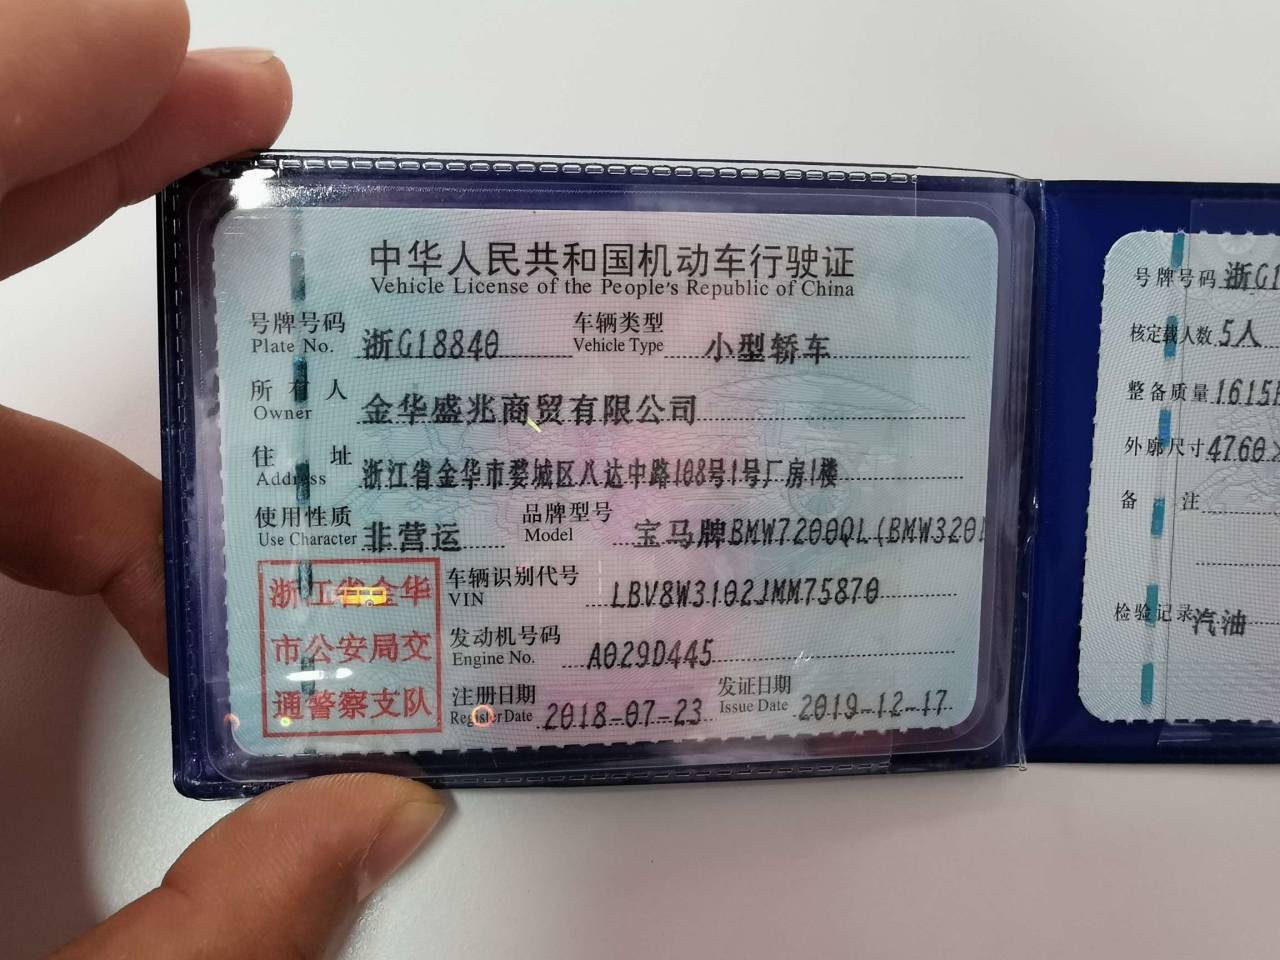 中华人民共和国机动车行驶证
Vehicle License of the People's Republic of China
号牌号码 浙G18840 车辆类型 小型轿车
Plate No. Vehicle Type
所有人 金华盛兆商贸有限公司
Owner
住址 浙江省金华市婺城区八达中路108号1号厂房1楼
Address
使用性质 非营运 品牌型号 宝马牌BMW7200QL(BMW320
Use Character Model
浙江省金华
市公安局交
通警察支队
车辆识别代号 LBV8W3102JMM75870
VIN
发动机号码 A029D445
Engine No.
注册日期 2018-07-23 发证日期 2019-12-17
Register Date Issue Date
号牌号码 浙G1
核定载人数 5人
整备质量 1615
外廓尺寸 4760
备注
检验记录 汽油